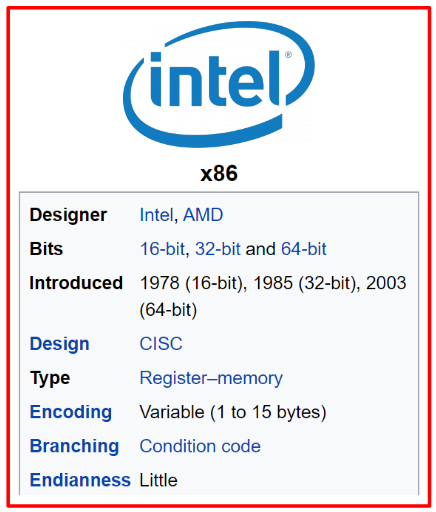 intel®
x86
Designer Intel, AMD
Bits 16-bit, 32-bit and 64-bit
Introduced 1978 (16-bit), 1985 (32-bit), 2003
(64-bit)
Design CISC
Type Register–memory
Encoding Variable (1 to 15 bytes)
Branching Condition code
Endianness Little